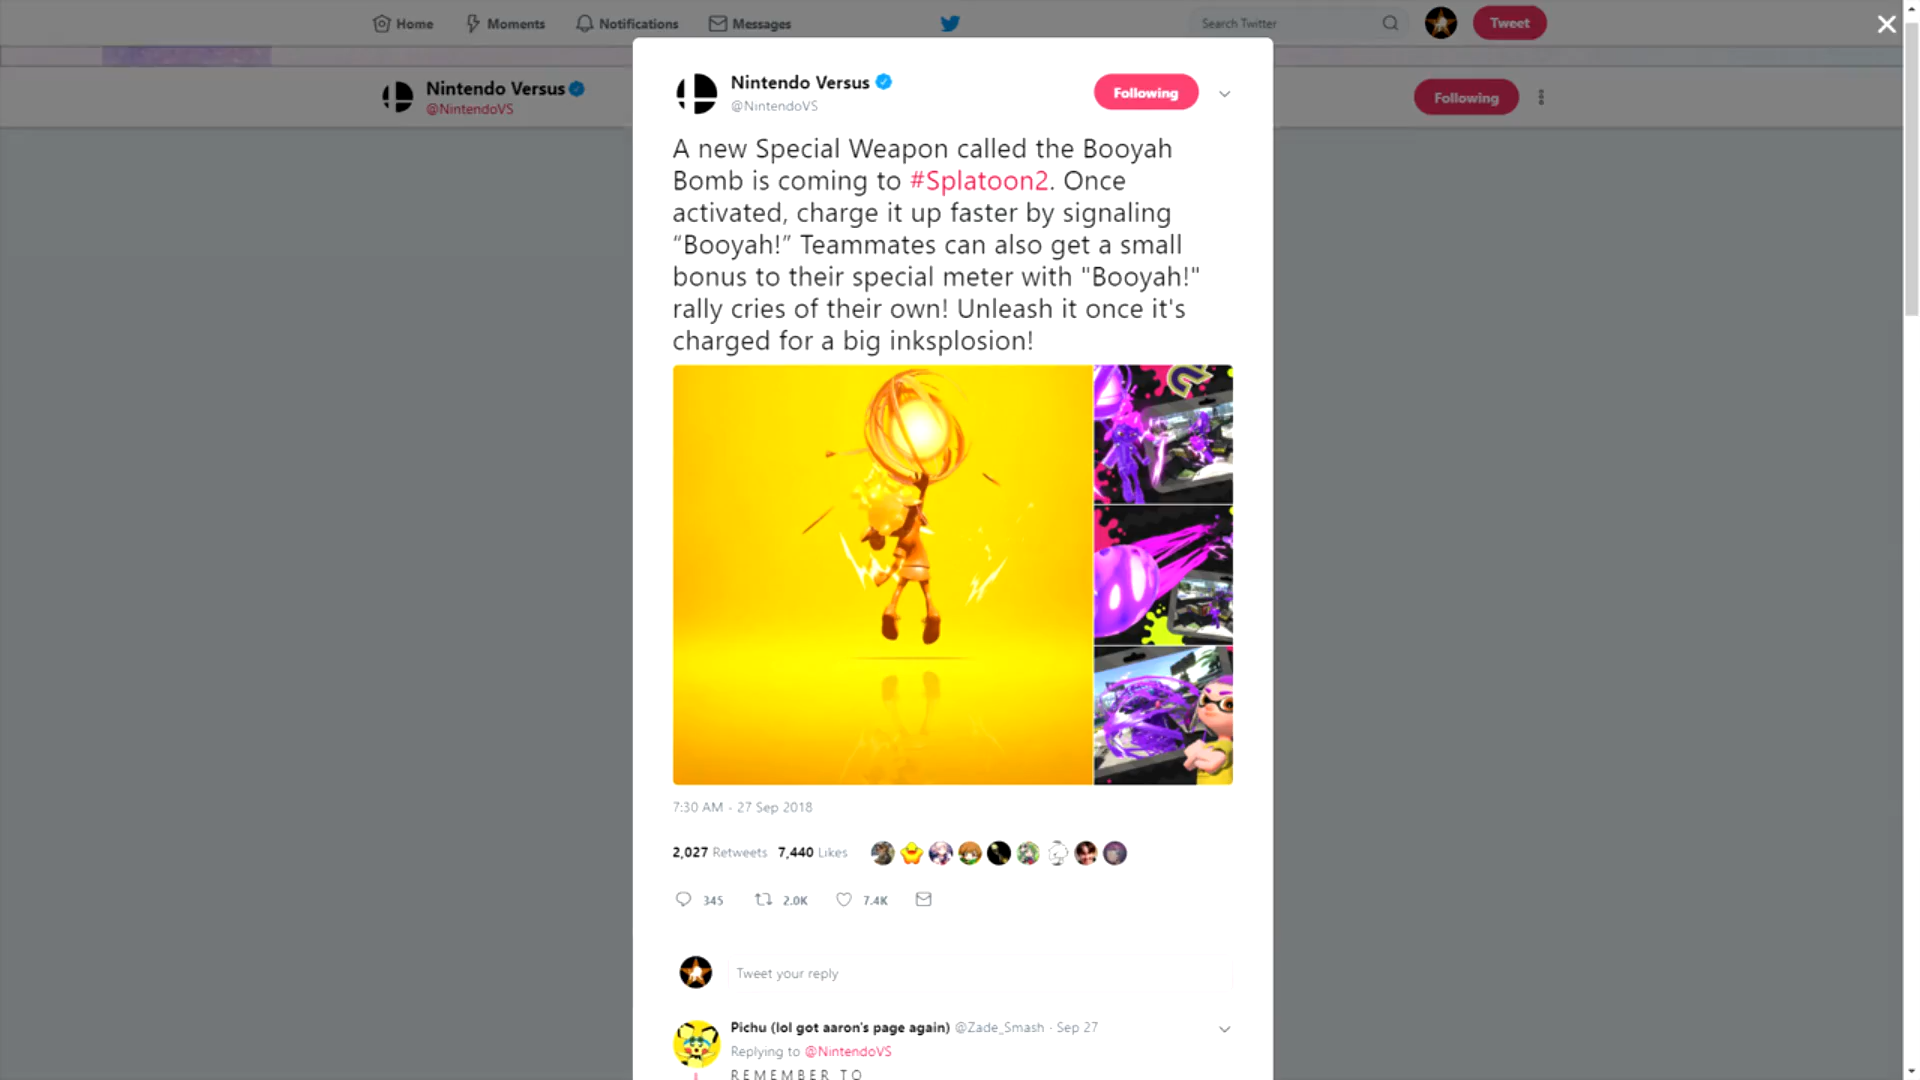 Home
Moments
Notifications
Messages
Search Twitter
Tweet
Nintendo Versus
@NintendoVS
Following
Nintendo Versus
@NintendoVS
Following
A new Special Weapon called the Booyah
Bomb is coming to #Splatoon2. Once
activated, charge it up faster by signaling
“Booyah!” Teammates can also get a small
bonus to their special meter with "Booyah!"
rally cries of their own! Unleash it once it's
charged for a big inksplosion!
7:30 AM - 27 Sep 2018
2,027 Retweets 7,440 Likes
345
2.0K
7.4K
Tweet your reply
Pichu (lol got aaron's page again) @Zade_Smash · Sep 27
Replying to @NintendoVS
R E M E M B E R T O